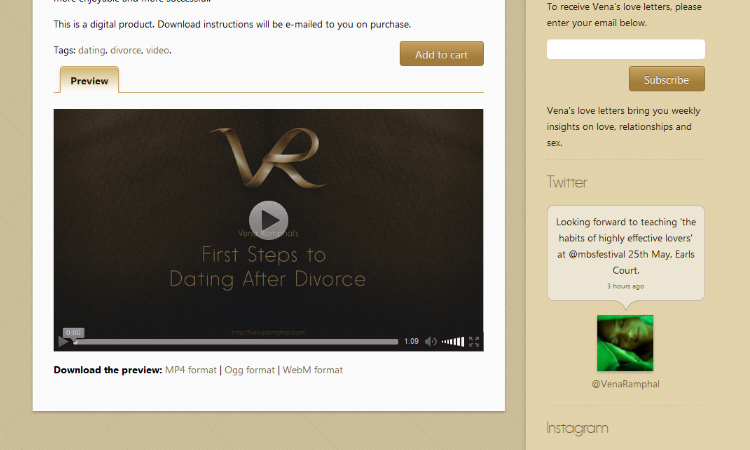 more enjoyable and more successful.
This is a digital product. Download instructions will be e-mailed to you on purchase.
Tags: dating, divorce, video.
Add to cart
Preview
VR
Vena Ramphal's
First Steps to
Dating After Divorce
http://venaramphal.com
0:00
1:09
Download the preview: MP4 format | Ogg format | WebM format
To receive Vena's love letters, please
enter your email below.
Subscribe
Vena's love letters bring you weekly
insights on love, relationships and
sex.
Twitter
Looking forward to teaching 'the
habits of highly effective lovers'
at @mbsfestival 25th May, Earls
Court.
3 hours ago
@VenaRamphal
Instagram